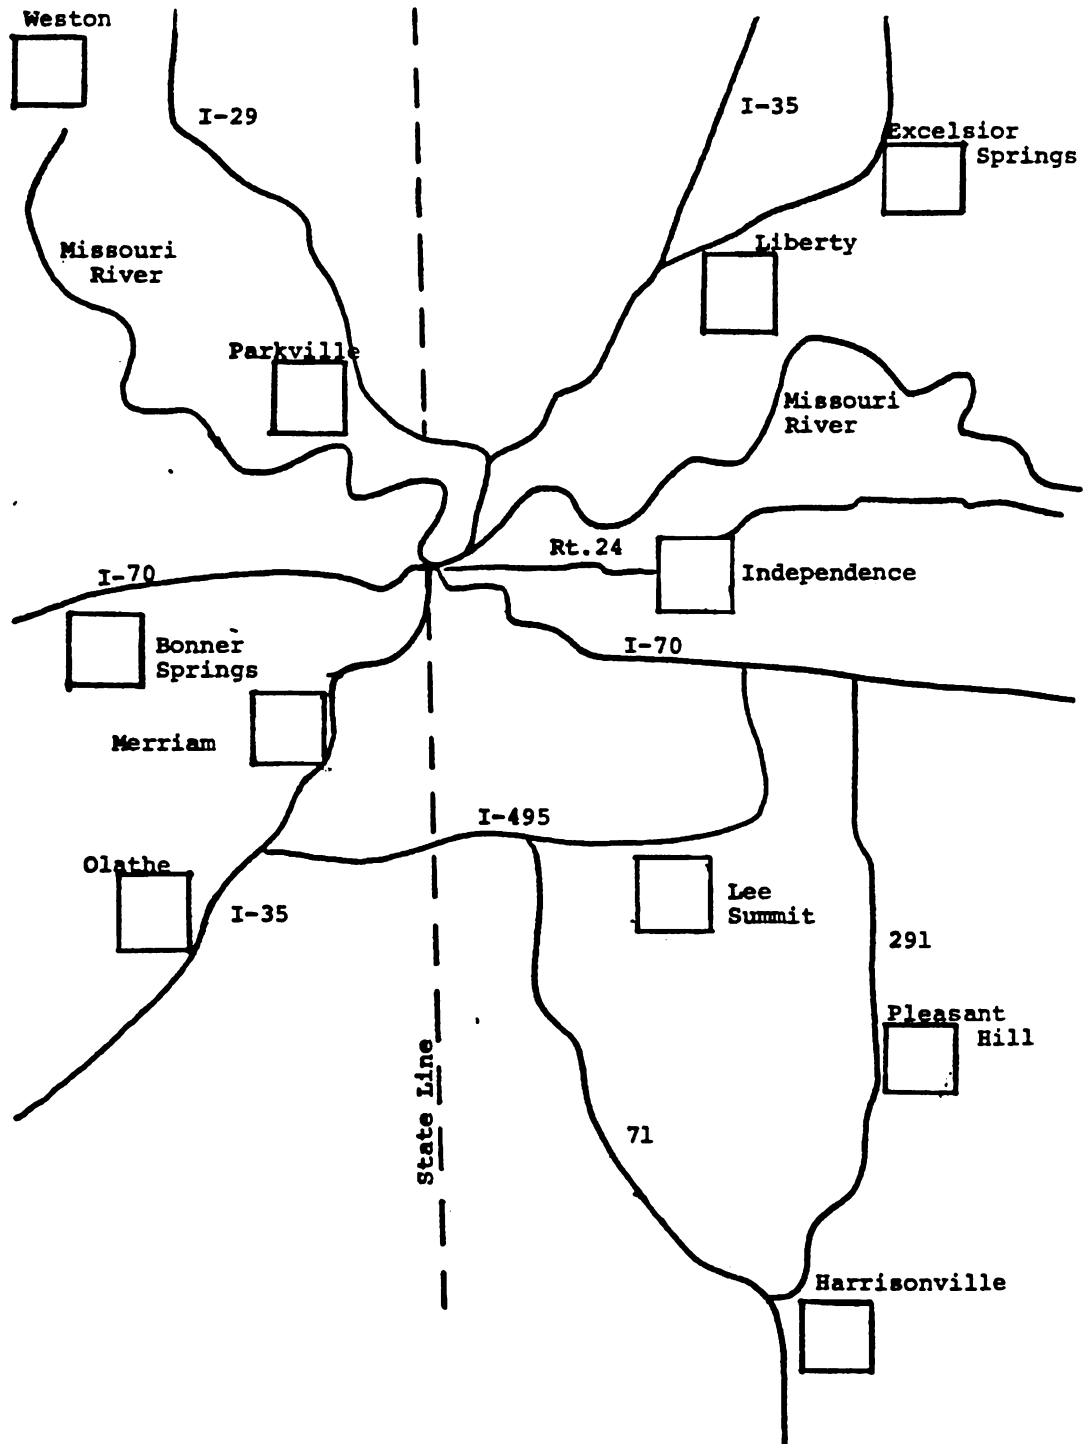 Weston
I-29
I-35
Excelsior
Springs
Missouri
River
Liberty
Parkville
Missouri
River
Rt.24
I-70
Independence
Bonner
Springs
I-70
Merriam
I-495
Olathe
Lee
Summit
I-35
291
Pleasant
Hill
State Line
71
Harrisonville